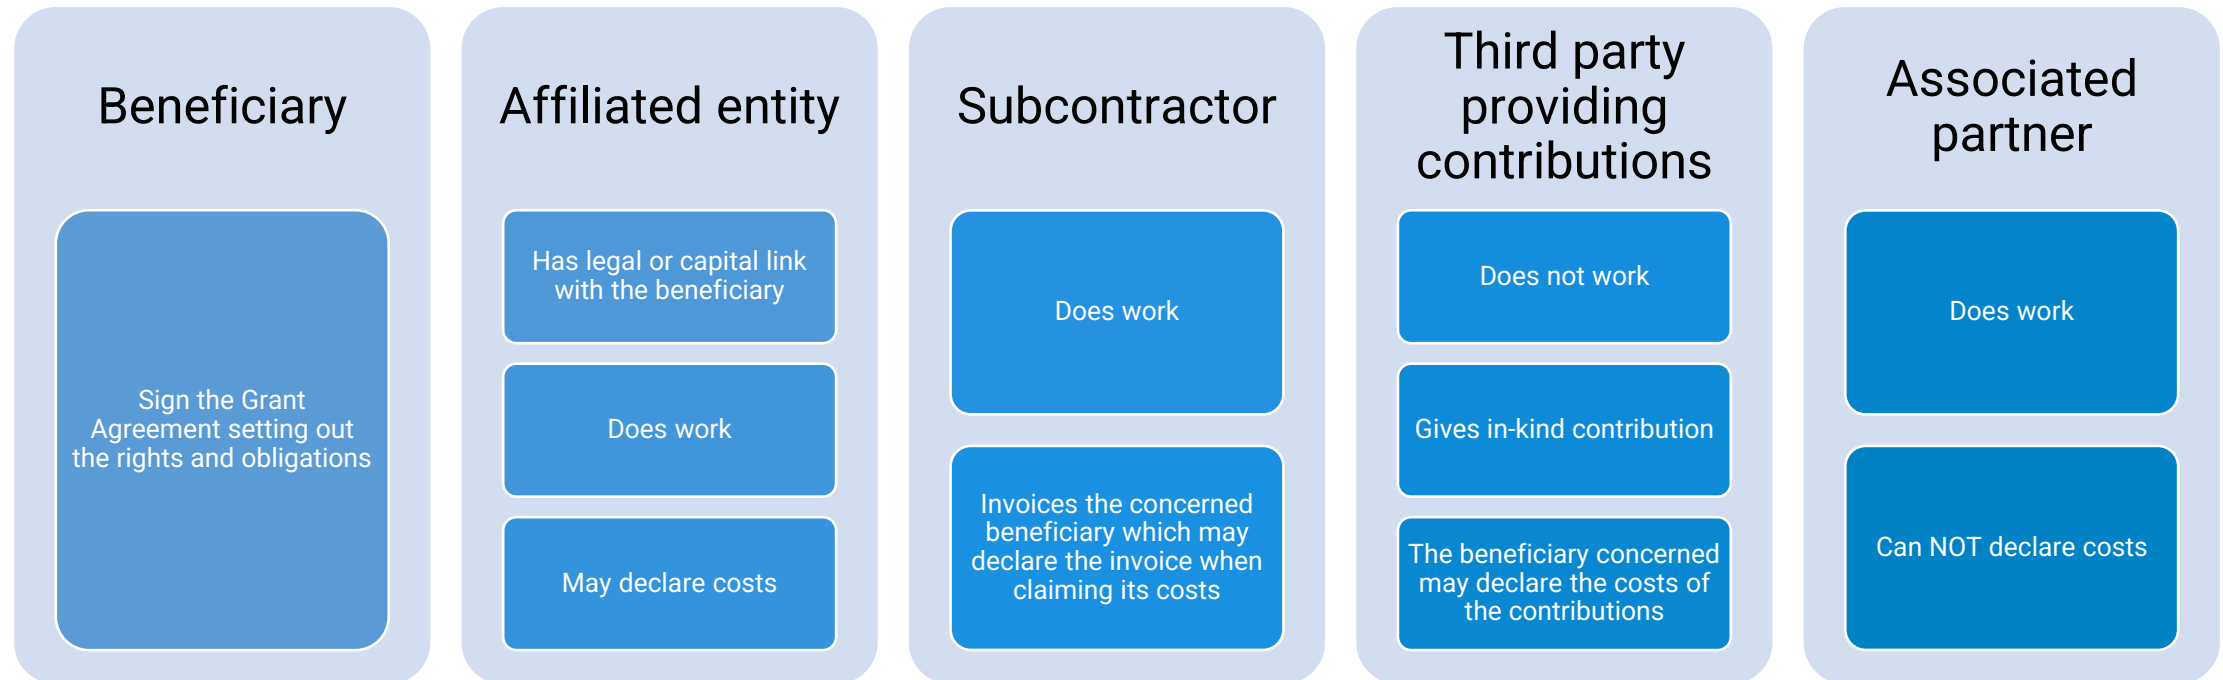 Beneficiary
Sign the Grant
Agreement setting out
the rights and obligations
Affiliated entity
Has legal or capital link
with the beneficiary
Does work
May declare costs
Subcontractor
Does work
Invoices the concerned
beneficiary which may
declare the invoice when
claiming its costs
Third party
providing
contributions
Does not work
Gives in-kind contribution
The beneficiary concerned
may declare the costs of
the contributions
Associated
partner
Does work
Can NOT declare costs